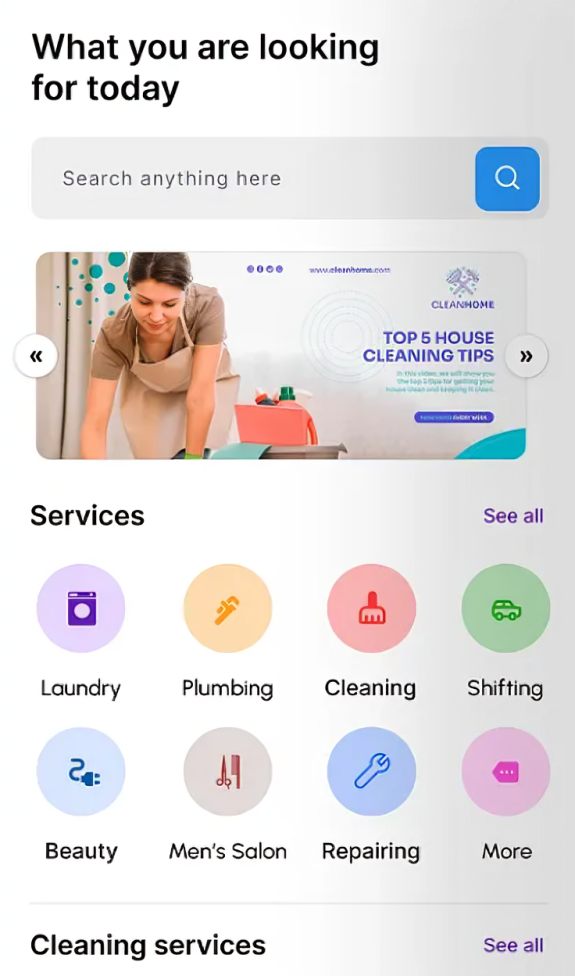 What you are looking
for today
Search anything here
www.cleanhome.com
CLEANHOME
TOP 5 HOUSE
CLEANING TIPS
In this video, we will show you
the top 5 tips for getting your
house clean and keeping it clean.
EVERY WEEK
Services
See all
Laundry
Plumbing
Cleaning
Shifting
Beauty
Men's Salon
Repairing
More
Cleaning services
See all